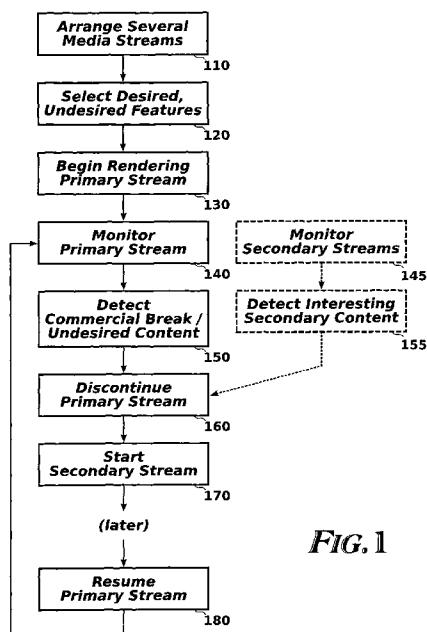 Arrange Several
Media Streams
110
Select Desired,
Undesired Features
120
Begin Rendering
Primary Stream
130
Monitor
Primary Stream
140
Monitor
Secondary Streams
145
Detect
Commercial Break /
Undesired Content
150
Detect Interesting
Secondary Content
155
Discontinue
Primary Stream
160
Start
Secondary Stream
170
(later)
FIG. 1
Resume
Primary Stream
180